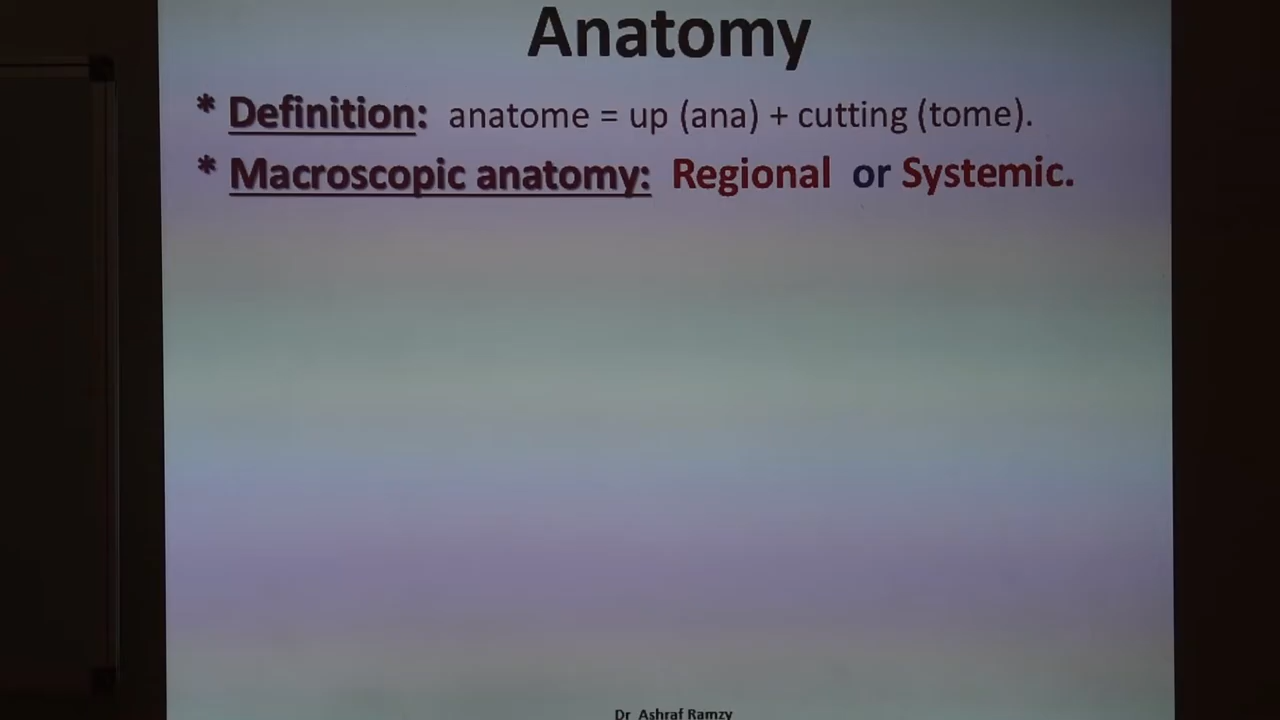 Anatomy
* Definition: anatome = up (ana) + cutting (tome).
* Macroscopic anatomy: Regional or Systemic.
Dr Ashraf Ramzy